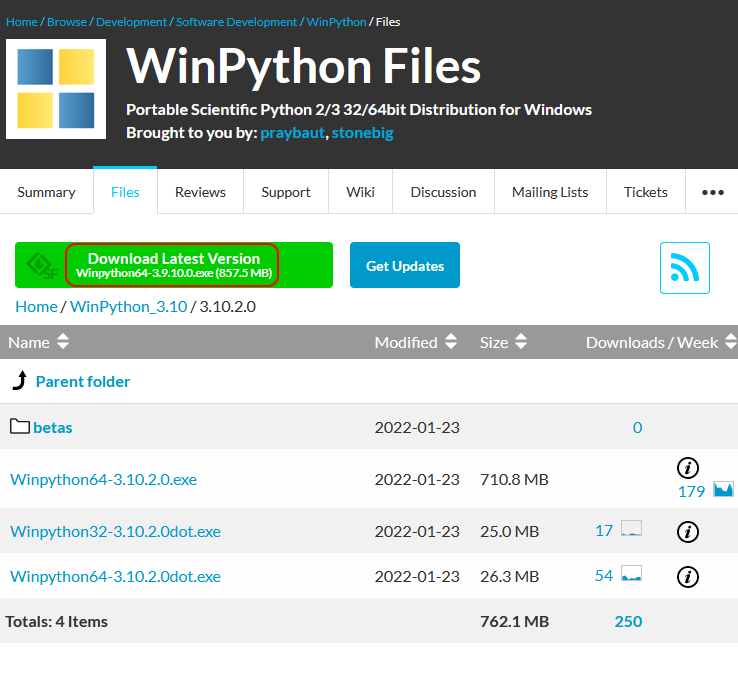 Home / Browse / Development / Software Development / WinPython / Files
WinPython Files
Portable Scientific Python 2/3 32/64bit Distribution for Windows
Brought to you by: praybaut, stonebig
Summary Files Reviews Support Wiki Discussion Mailing Lists Tickets •••
SF
Download Latest Version
Winpython64-3.9.10.0.exe (857.5 MB)
Get Updates
Home / WinPython_3.10 / 3.10.2.0
Name Modified Size Downloads / Week
Parent folder
betas 2022-01-23 0
Winpython64-3.10.2.0.exe 2022-01-23 710.8 MB i
179
Winpython32-3.10.2.0dot.exe 2022-01-23 25.0 MB 17 i
Winpython64-3.10.2.0dot.exe 2022-01-23 26.3 MB 54 i
Totals: 4 Items 762.1 MB 250